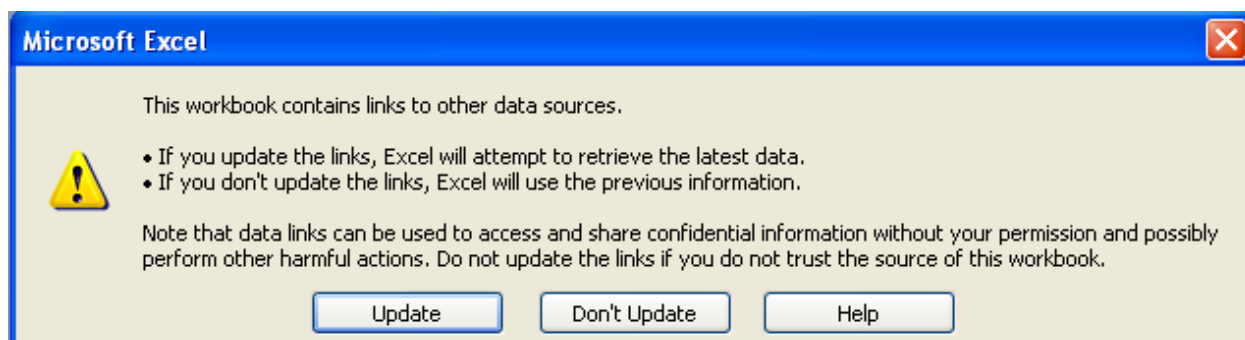 Microsoft Excel
This workbook contains links to other data sources.
• If you update the links, Excel will attempt to retrieve the latest data.
• If you don't update the links, Excel will use the previous information.
Note that data links can be used to access and share confidential information without your permission and possibly
perform other harmful actions. Do not update the links if you do not trust the source of this workbook.
Update Don't Update Help